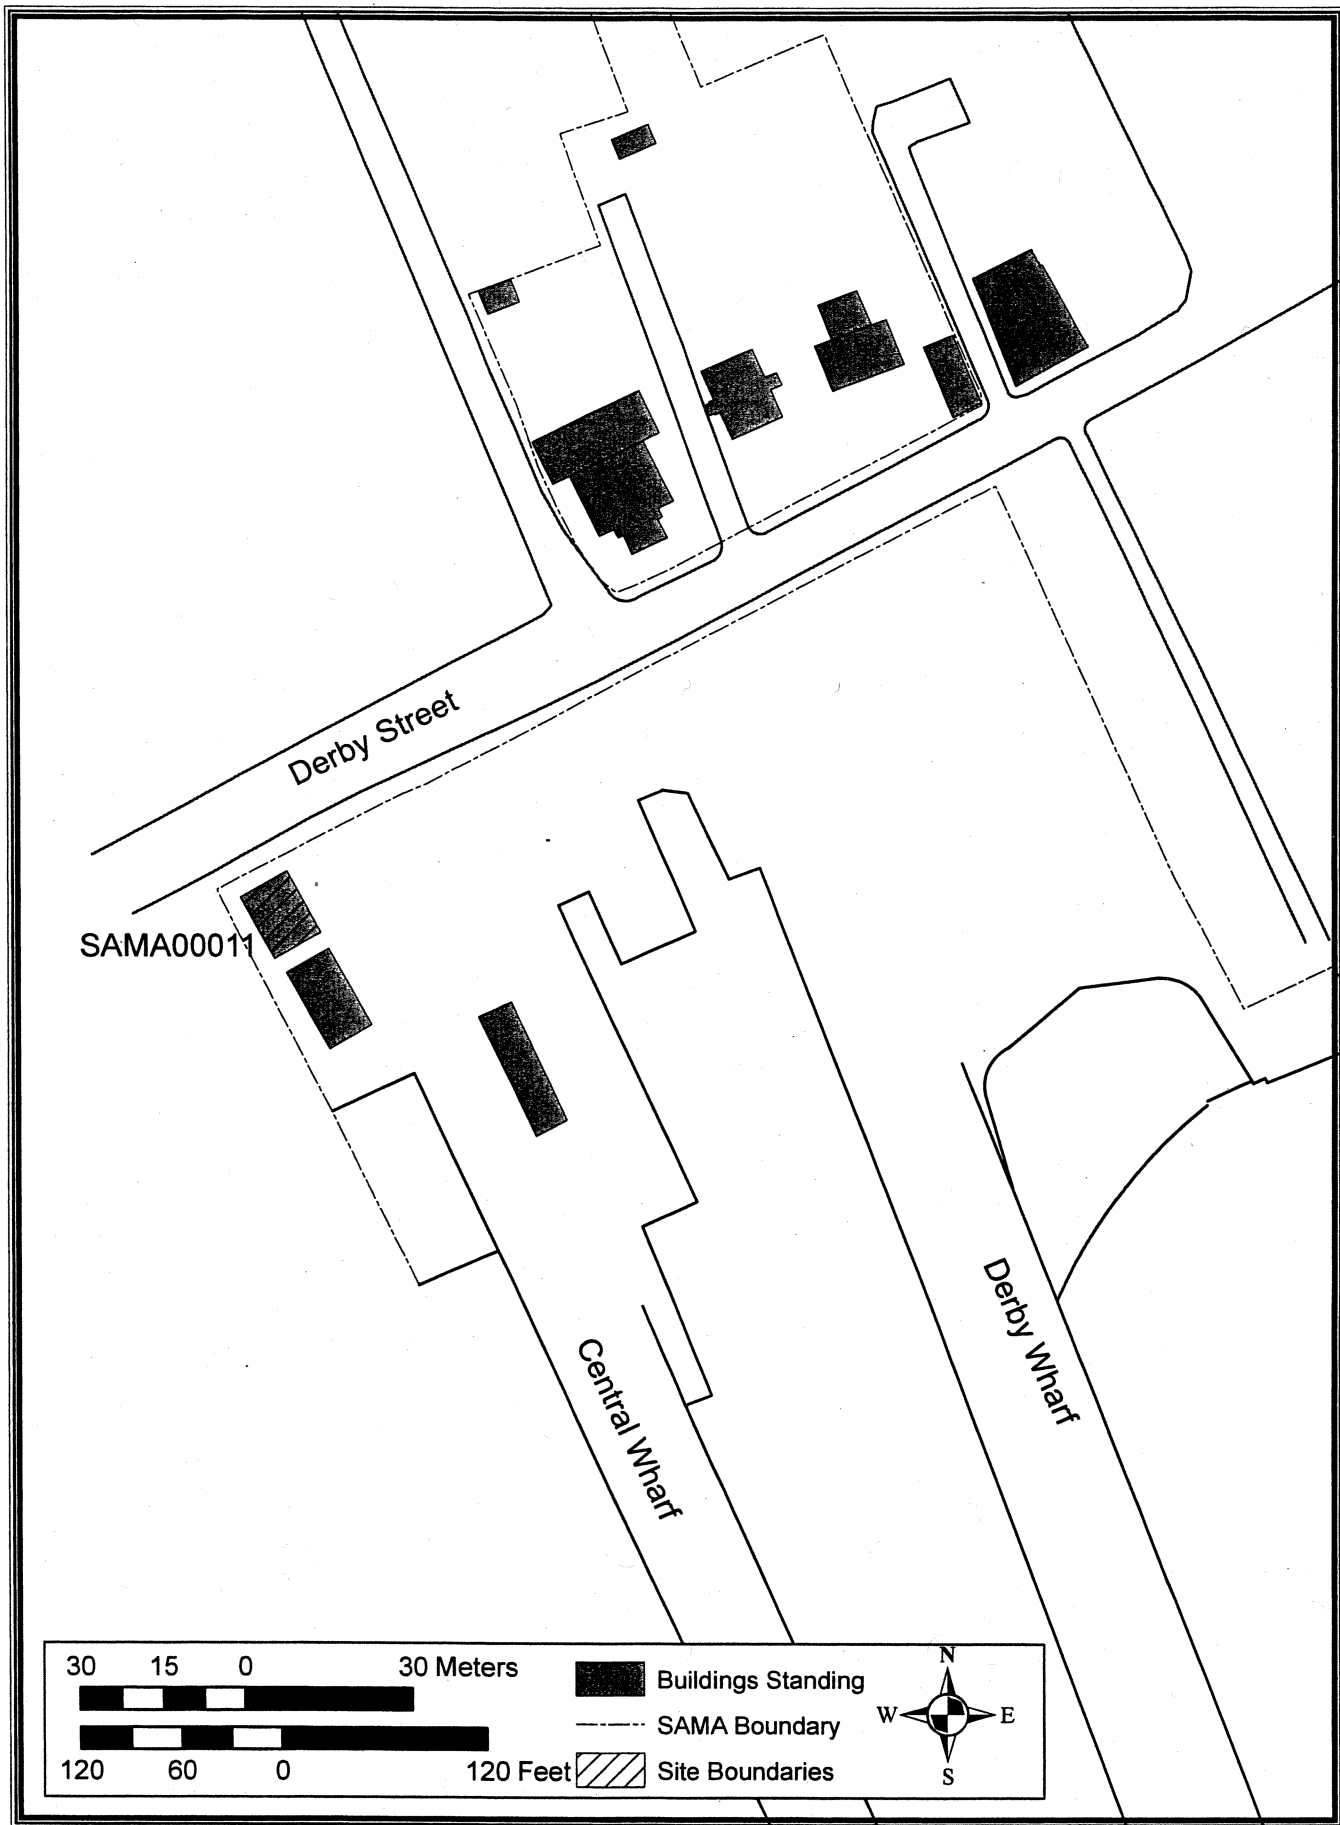 Derby Street
SAMA00011
Derby Wharf
Central Wharf
30 15 0 30 Meters
120 60 0 120 Feet
Buildings Standing
SAMA Boundary
Site Boundaries
N
W E
S